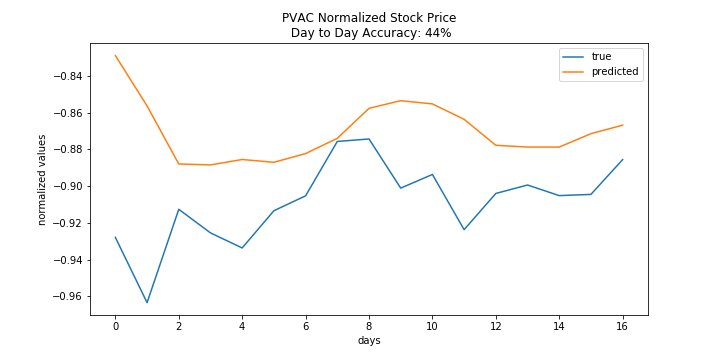 PVAC Normalized Stock Price
Day to Day Accuracy: 44%
true
predicted
normalized values
−0.84
−0.86
−0.88
−0.90
−0.92
−0.94
−0.96
0 2 4 6 8 10 12 14 16
days